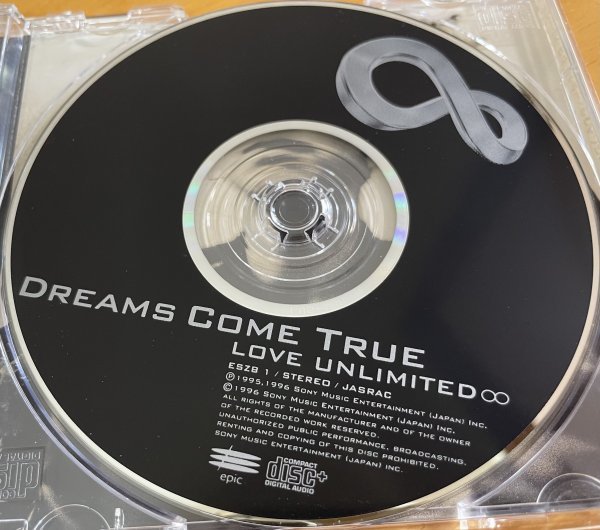 DREAMS COME TRUE
LOVE UNLIMITED∞
ESZB 1 / STEREO / JASRAC
Ⓟ1995,1996 SONY MUSIC ENTERTAINMENT (JAPAN) INC.
©1996 SONY MUSIC ENTERTAINMENT (JAPAN) INC.
ALL RIGHTS OF THE MANUFACTURER AND OF THE OWNER
OF THE RECORDED WORK RESERVED.
UNAUTHORIZED PUBLIC PERFORMANCE, BROADCASTING,
RENTING AND COPYING OF THIS DISC PROHIBITED.
SONY MUSIC ENTERTAINMENT (JAPAN) INC.
epic
COMPACT
disc+
DIGITAL AUDIO